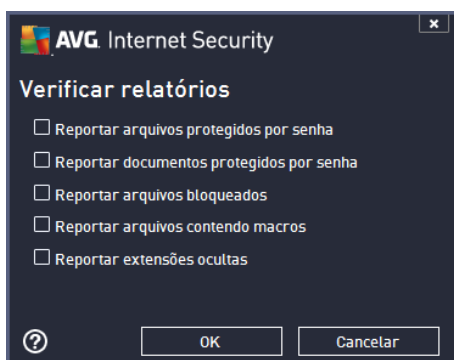 AVG. Internet Security
Verificar relatórios
Reportar arquivos protegidos por senha
Reportar documentos protegidos por senha
Reportar arquivos bloqueados
Reportar arquivos contendo macros
Reportar extensões ocultas
? OK Cancelar